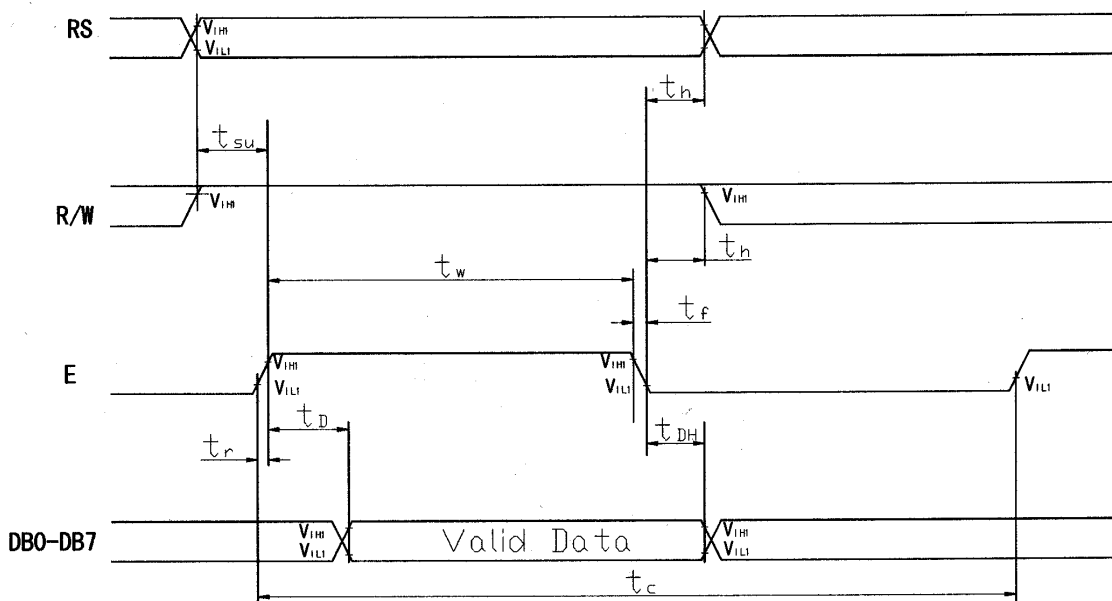 RS
VIH1
VIL1
th
tsu
R/W
VIH1
VIH1
th
tw
tf
E
VIH1
VIL1
VIH1
VIL1
VIL1
tD
tDH
tr
DB0-DB7
VIH1
VIL1
Valid Data
VIH1
VIL1
tc